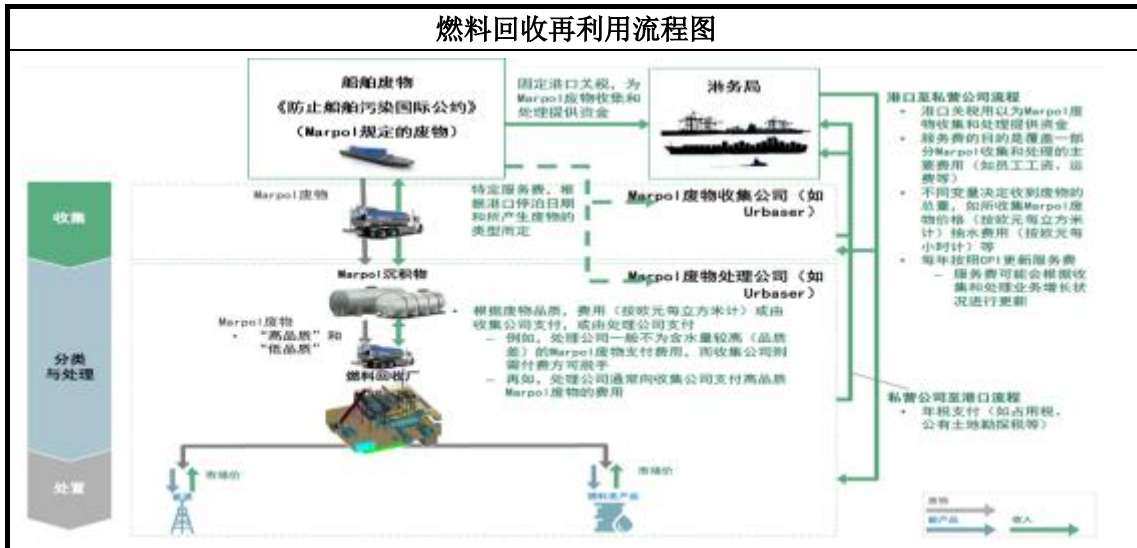 燃料回收再利用流程图
船舶废物
《防止船舶污染国际公约》
（Marpol规定的废物）
固定港口关税，为
Marpol废物收集和
处理提供资金
港务局
港口至私营公司流程
• 港口关税用以为Marpol废
物收集和处理提供资金
• 服务费的目的是覆盖一部
分Marpol收集和处理的主
要费用（如员工工资、运
费等）
• 不同变量决定收到废物的
总量，如所收集Marpol废
物价格（按欧元每立方米
计）抽水费用（按欧元每
小时计）等
• 每年按照CPI更新服务费
– 服务费可能会根据收
集和处理业务增长状
况进行更新
收集
Marpol废物
特定服务费，根
据港口停泊日期
和所产生废物的
类型而定
Marpol废物收集公司（如
Urbaser）
分类
与处理
Marpol沉积物
Marpol废物处理公司（如
Urbaser）
Marpol废物
• “高品质”和
“低品质”
• 根据废物品质，费用（按欧元每立方米计）或由
收集公司支付，或由处理公司支付
– 例如，处理公司一般不为含水量较高（品质
差）的Marpol废物支付费用，而收集公司则
需付费方可脱手
– 再如，处理公司通常向收集公司支付高品质
Marpol废物的费用
燃料回收厂
私营公司至港口流程
• 年税支付（如占用税、
公有土地勘探税等）
处置
市场价
能源
市场价
燃料类产品
废物
副产品
收入